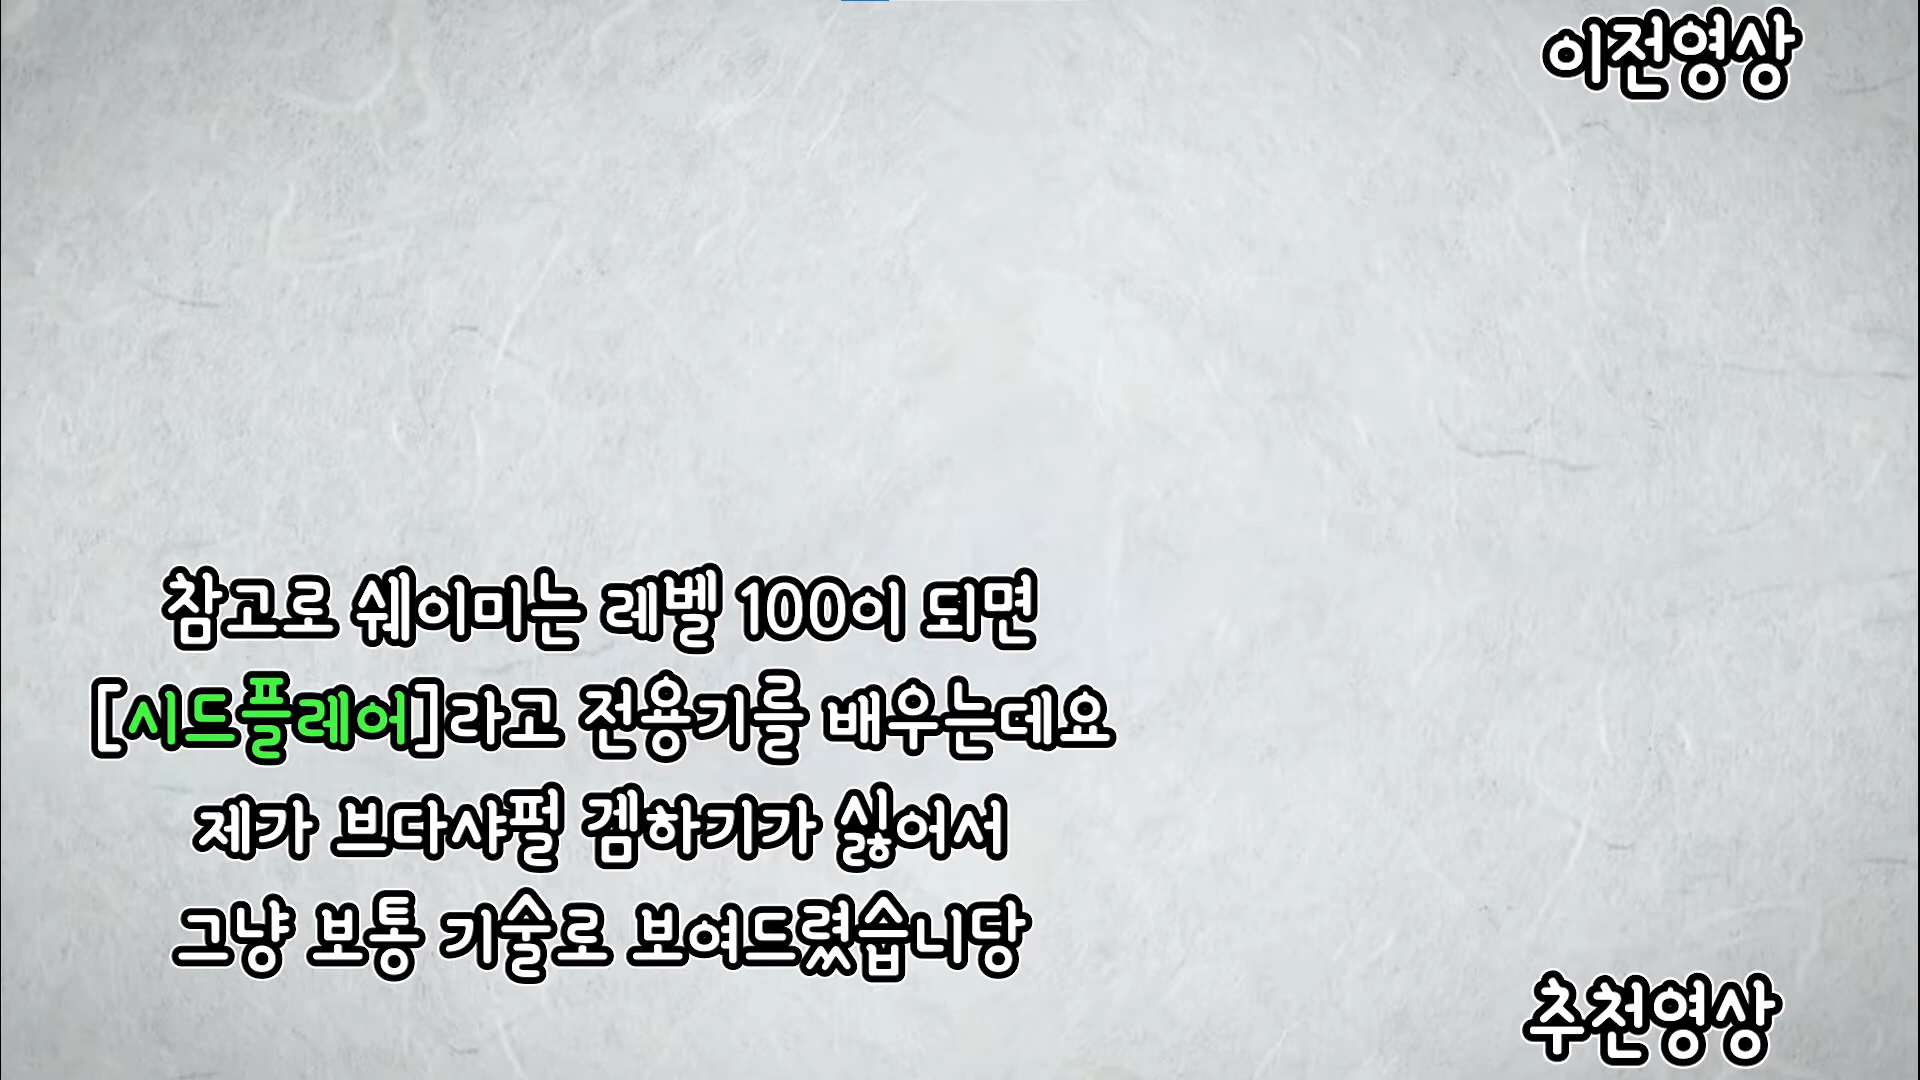 이전영상
참고로 쉐이미는 레벨 100이 되면
[시드플레어]라고 전용기를 배우는데요
제가 브다샤펄 겜하기가 싫어서
그냥 보통 기술로 보여드렸습니당
추천영상